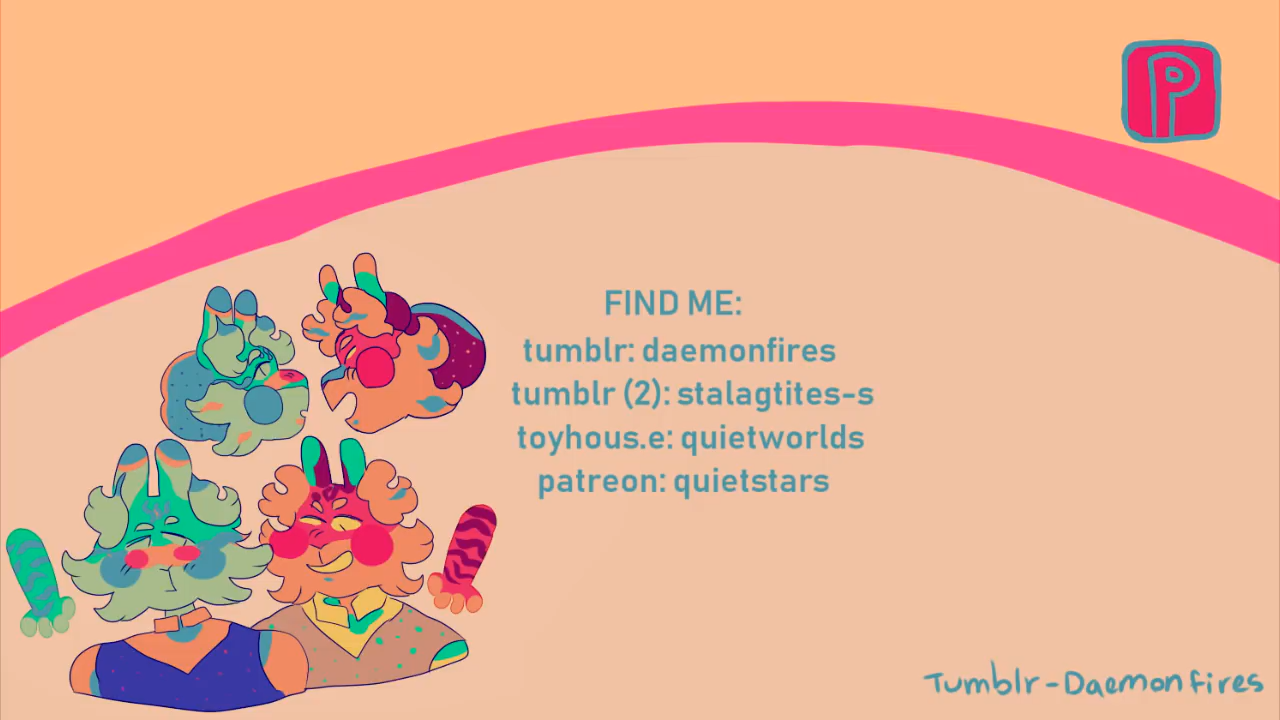 P
FIND ME:
tumblr: daemonfires
tumblr (2): stalagtites-s
toyhous.e: quietworlds
patreon: quietstars
Tumblr-Daemonfires